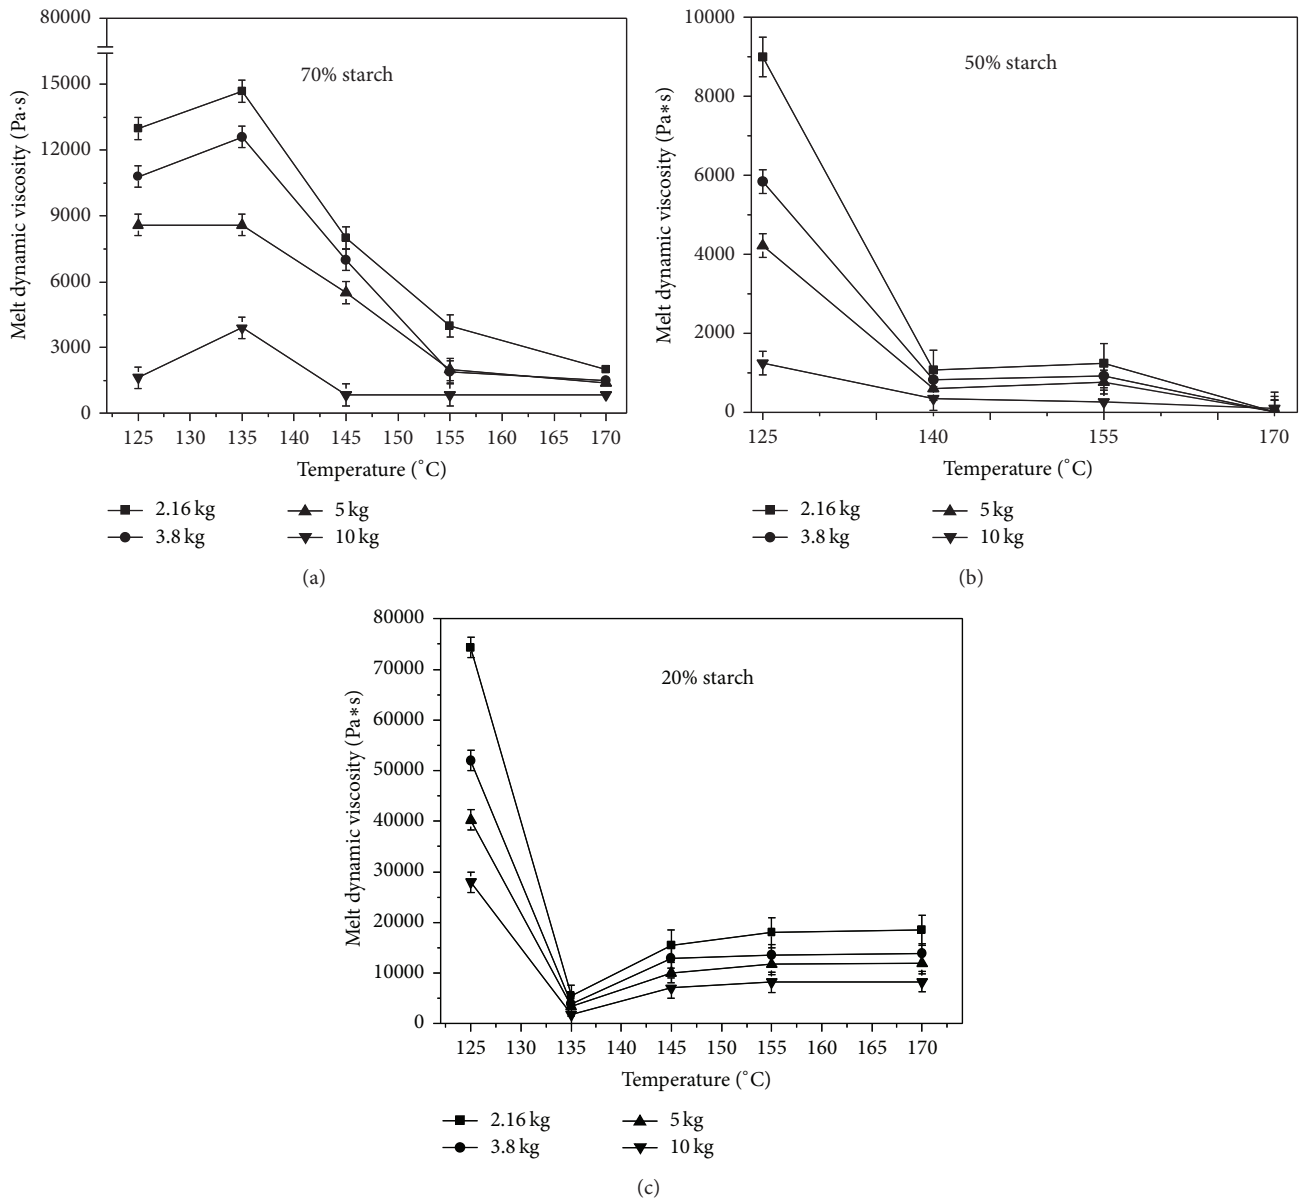 80000
15000
12000
9000
6000
3000
0
Melt dynamic viscosity (Pa·s)
70% starch
125 130 135 140 145 150 155 160 165 170
Temperature (˚C)
2.16 kg 5 kg
3.8 kg 10 kg
(a)
10000
8000
6000
4000
2000
0
Melt dynamic viscosity (Pa∗s)
50% starch
125 140 155 170
Temperature (˚C)
2.16 kg 5 kg
3.8 kg 10 kg
(b)
80000
70000
60000
50000
40000
30000
20000
10000
0
Melt dynamic viscosity (Pa∗s)
20% starch
125 130 135 140 145 150 155 160 165 170
Temperature (˚C)
2.16 kg 5 kg
3.8 kg 10 kg
(c)